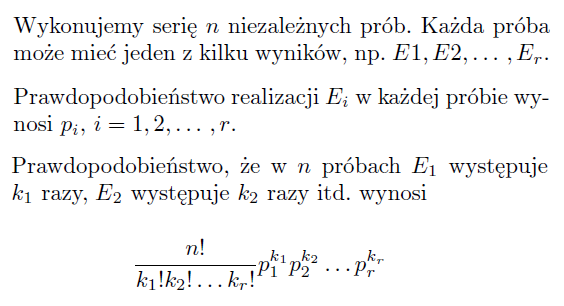 Wykonujemy serię n niezależnych prób. Każda próba
może mieć jeden z kilku wyników, np. E1, E2, . . . , E_r.
Prawdopodobieństwo realizacji E_i w każdej próbie wy-
nosi p_i, i = 1, 2, . . . , r.
Prawdopodobieństwo, że w n próbach E_1 występuje
k_1 razy, E_2 występuje k_2 razy itd. wynosi
\frac{n!}{k_1!k_2! . . . k_r!} p_1^{k_1} p_2^{k_2} . . . p_r^{k_r}